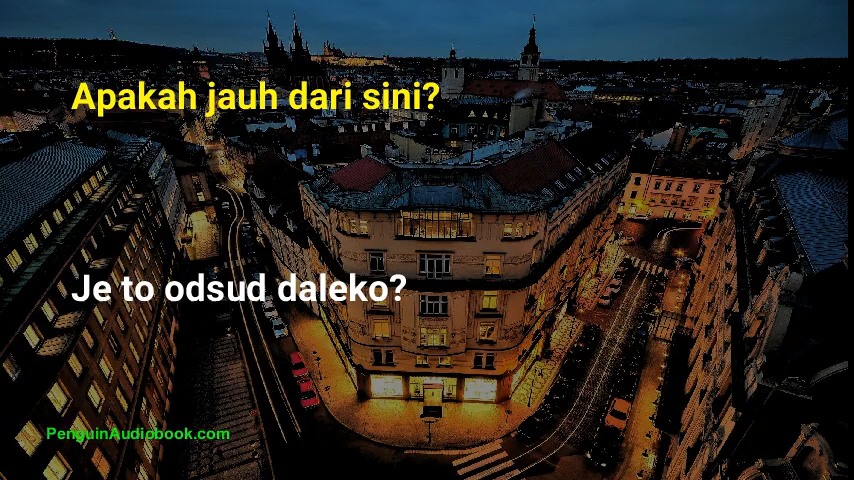 Apakah jauh dari sini?
Je to odsud daleko?
PenguinAudiobook.com